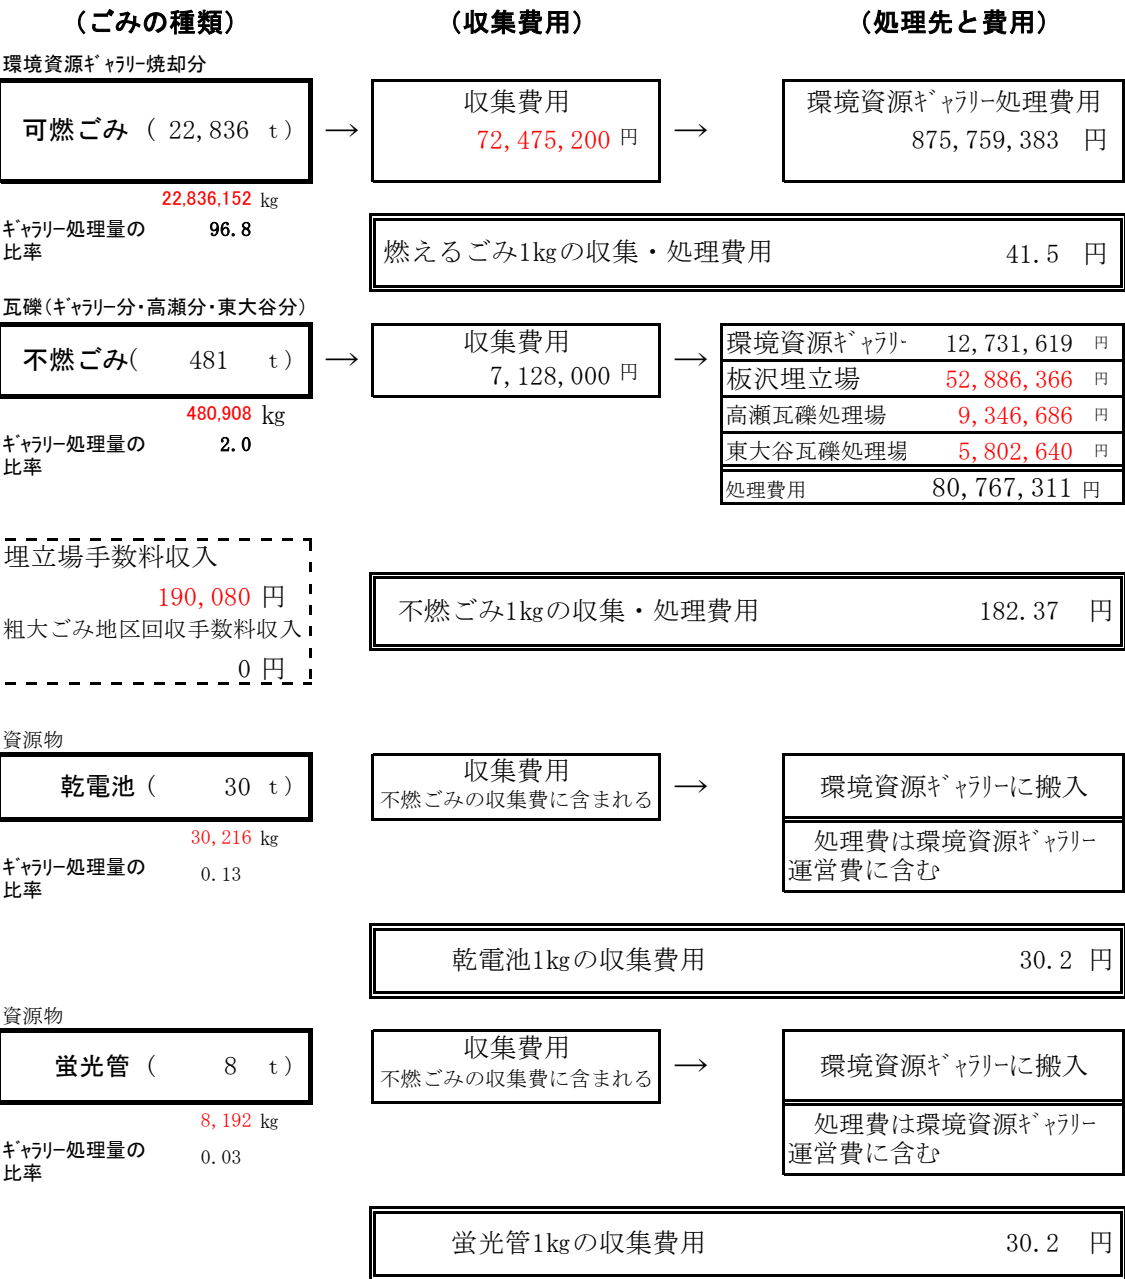 （ごみの種類） （収集費用） （処理先と費用）
環境資源ｷﾞｬﾗﾘｰ焼却分
可燃ごみ （ 22,836 ｔ） → 収集費用 72,475,200 円 → 環境資源ｷﾞｬﾗﾘｰ処理費用 875,759,383 円
22,836,152 kg
ｷﾞｬﾗﾘｰ処理量の 96.8
比率
燃えるごみ1kgの収集・処理費用 41.5 円
瓦礫（ｷﾞｬﾗﾘｰ分・高瀬分・東大谷分）
不燃ごみ( 481 ｔ） → 収集費用 7,128,000 円 →
環境資源ｷﾞｬﾗﾘｰ 12,731,619 円
板沢埋立場 52,886,366 円
高瀬瓦礫処理場 9,346,686 円
東大谷瓦礫処理場 5,802,640 円
処理費用 80,767,311 円
480,908 kg
ｷﾞｬﾗﾘｰ処理量の 2.0
比率
埋立場手数料収入
190,080 円
粗大ごみ地区回収手数料収入
0 円
不燃ごみ1kgの収集・処理費用 182.37 円
資源物
乾電池（ 30 ｔ） 収集費用 不燃ごみの収集費に含まれる → 環境資源ｷﾞｬﾗﾘｰに搬入
処理費は環境資源ｷﾞｬﾗﾘｰ
運営費に含む
30,216 kg
ｷﾞｬﾗﾘｰ処理量の 0.13
比率
乾電池1kgの収集費用 30.2 円
資源物
蛍光管（ 8 ｔ） 収集費用 不燃ごみの収集費に含まれる → 環境資源ｷﾞｬﾗﾘｰに搬入
処理費は環境資源ｷﾞｬﾗﾘｰ
運営費に含む
8,192 kg
ｷﾞｬﾗﾘｰ処理量の 0.03
比率
蛍光管1kgの収集費用 30.2 円